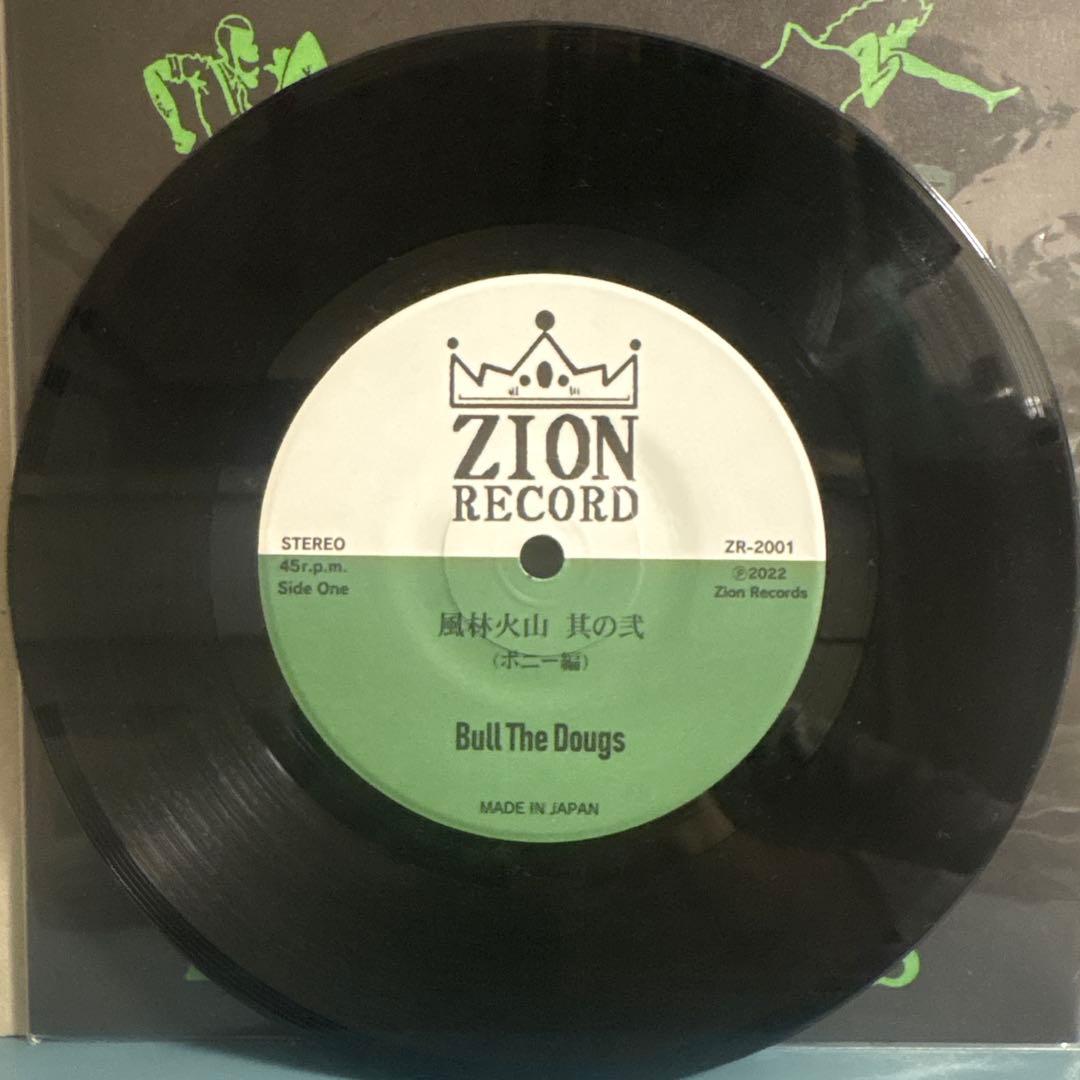 ZION
RECORD
STEREO
45r.p.m.
Side One
ZR-2001
Ⓟ2022
Zion Records
風林火山 其の弐
(ポニー編)
Bull The Dougs
MADE IN JAPAN